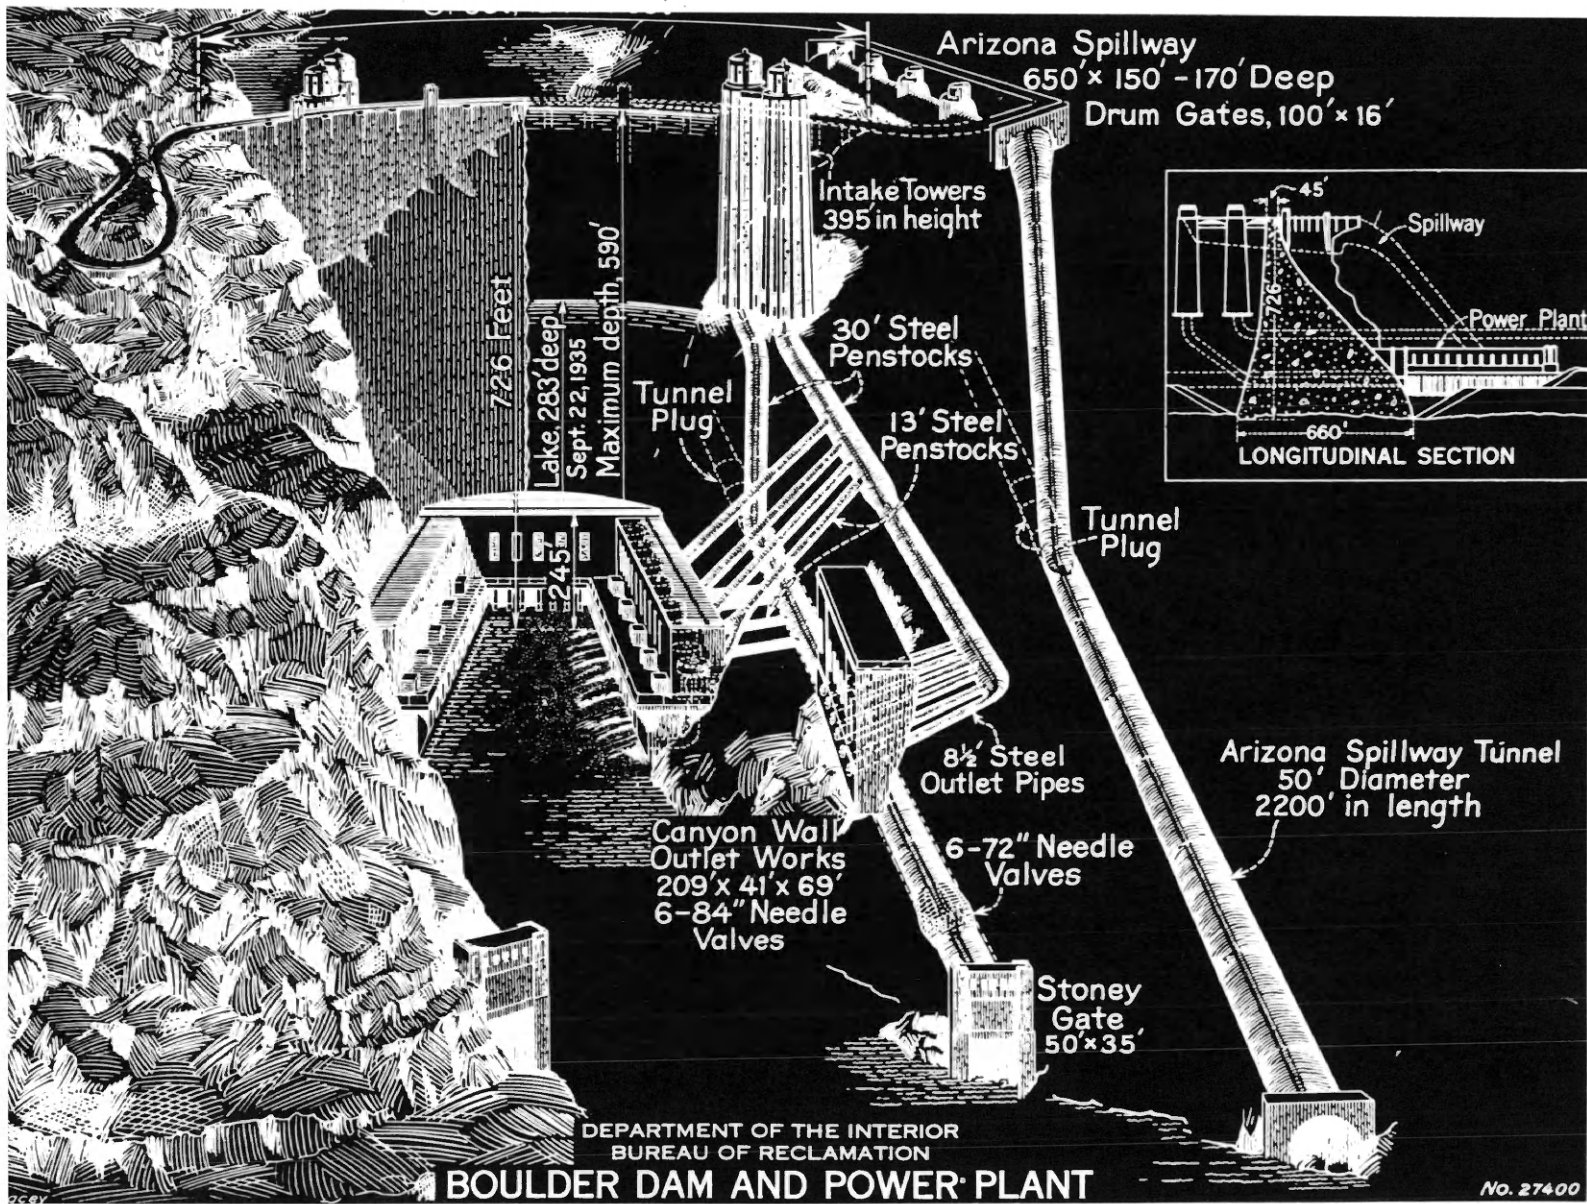 Arizona Spillway
650' x 150' - 170' Deep
Drum Gates, 100' x 16'
Intake Towers
395' in height
45'
Spillway
726'
Power Plant
660'
LONGITUDINAL SECTION
726 Feet
Lake, 283' deep
Sept. 22, 1935
Maximum depth, 590'
30' Steel
Penstocks
Tunnel
Plug
13' Steel
Penstocks
Tunnel
Plug
245'
8½' Steel
Outlet Pipes
Arizona Spillway Tunnel
50' Diameter
2200' in length
Canyon Wall
Outlet Works
209' x 41' x 69'
6-84" Needle
Valves
6-72" Needle
Valves
Stoney
Gate
50' x 35'
DEPARTMENT OF THE INTERIOR
BUREAU OF RECLAMATION
BOULDER DAM AND POWER PLANT
No. 27400